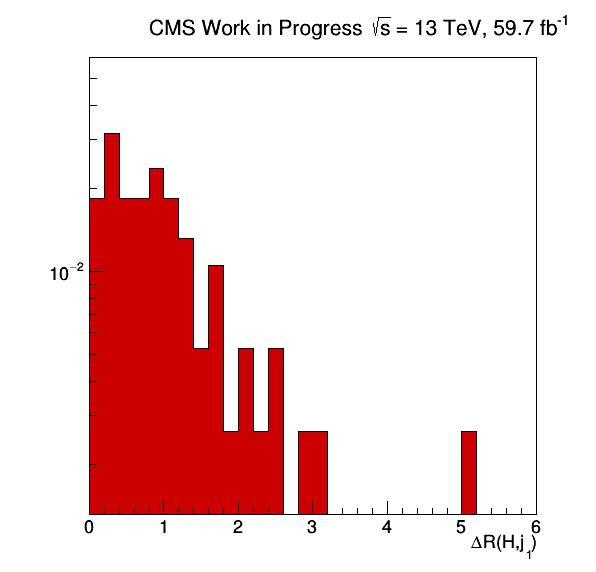 CMS Work in Progress √s = 13 TeV, 59.7 fb⁻¹
10⁻²
0 1 2 3 4 5 6
ΔR(H,j₁)